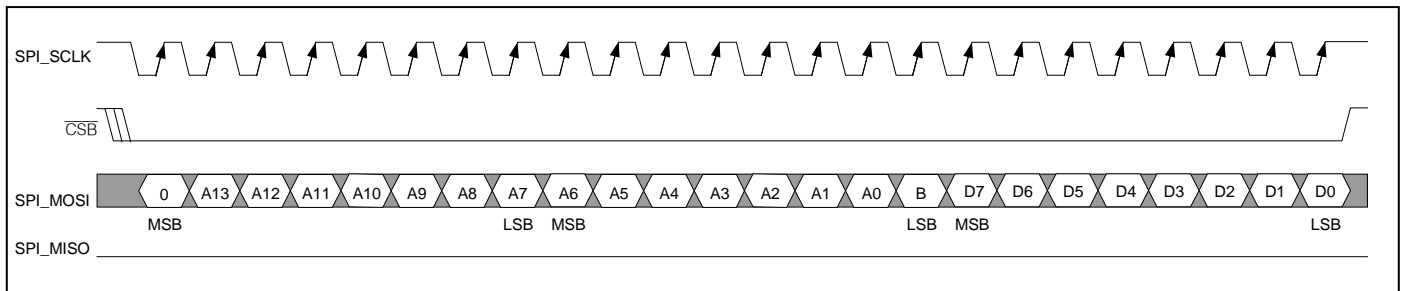 SPI_SCLK
CSB
SPI_MOSI 0 A13 A12 A11 A10 A9 A8 A7 A6 A5 A4 A3 A2 A1 A0 B D7 D6 D5 D4 D3 D2 D1 D0
MSB LSB MSB LSB MSB LSB
SPI_MISO